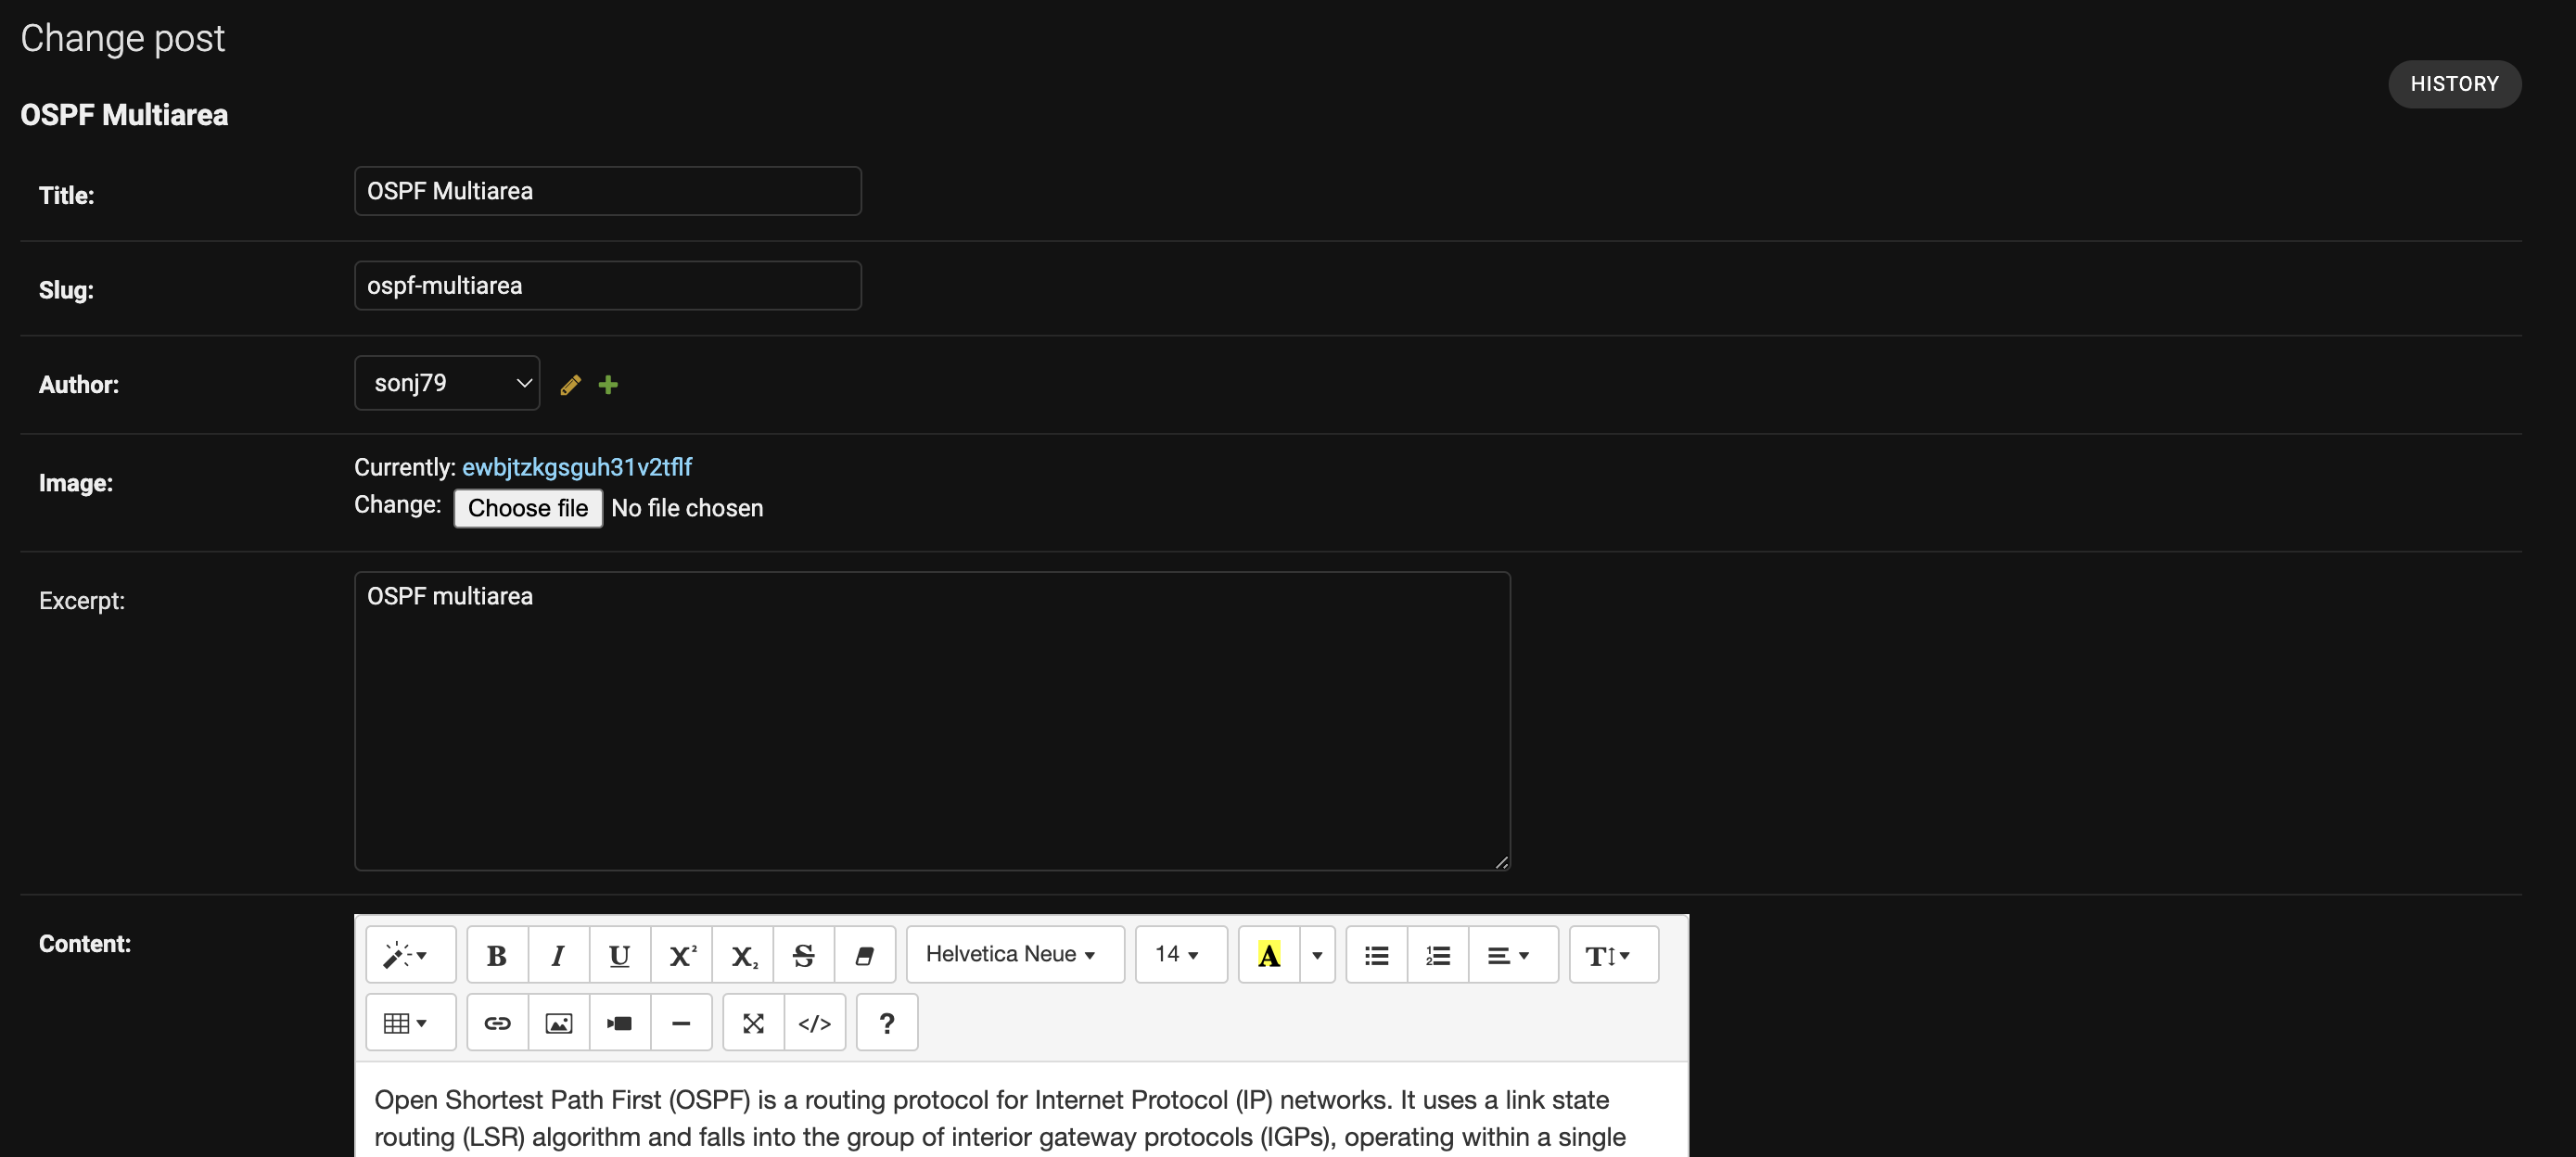 Change post
HISTORY
OSPF Multiarea
Title: OSPF Multiarea
Slug: ospf-multiarea
Author: sonj79
Image: Currently: ewbjtzkgsguh31v2tflf
Change: Choose file No file chosen
Excerpt: OSPF multiarea
Content:
B I U X² X₂ S Helvetica Neue 14 A T
</> ?
Open Shortest Path First (OSPF) is a routing protocol for Internet Protocol (IP) networks. It uses a link state
routing (LSR) algorithm and falls into the group of interior gateway protocols (IGPs), operating within a single